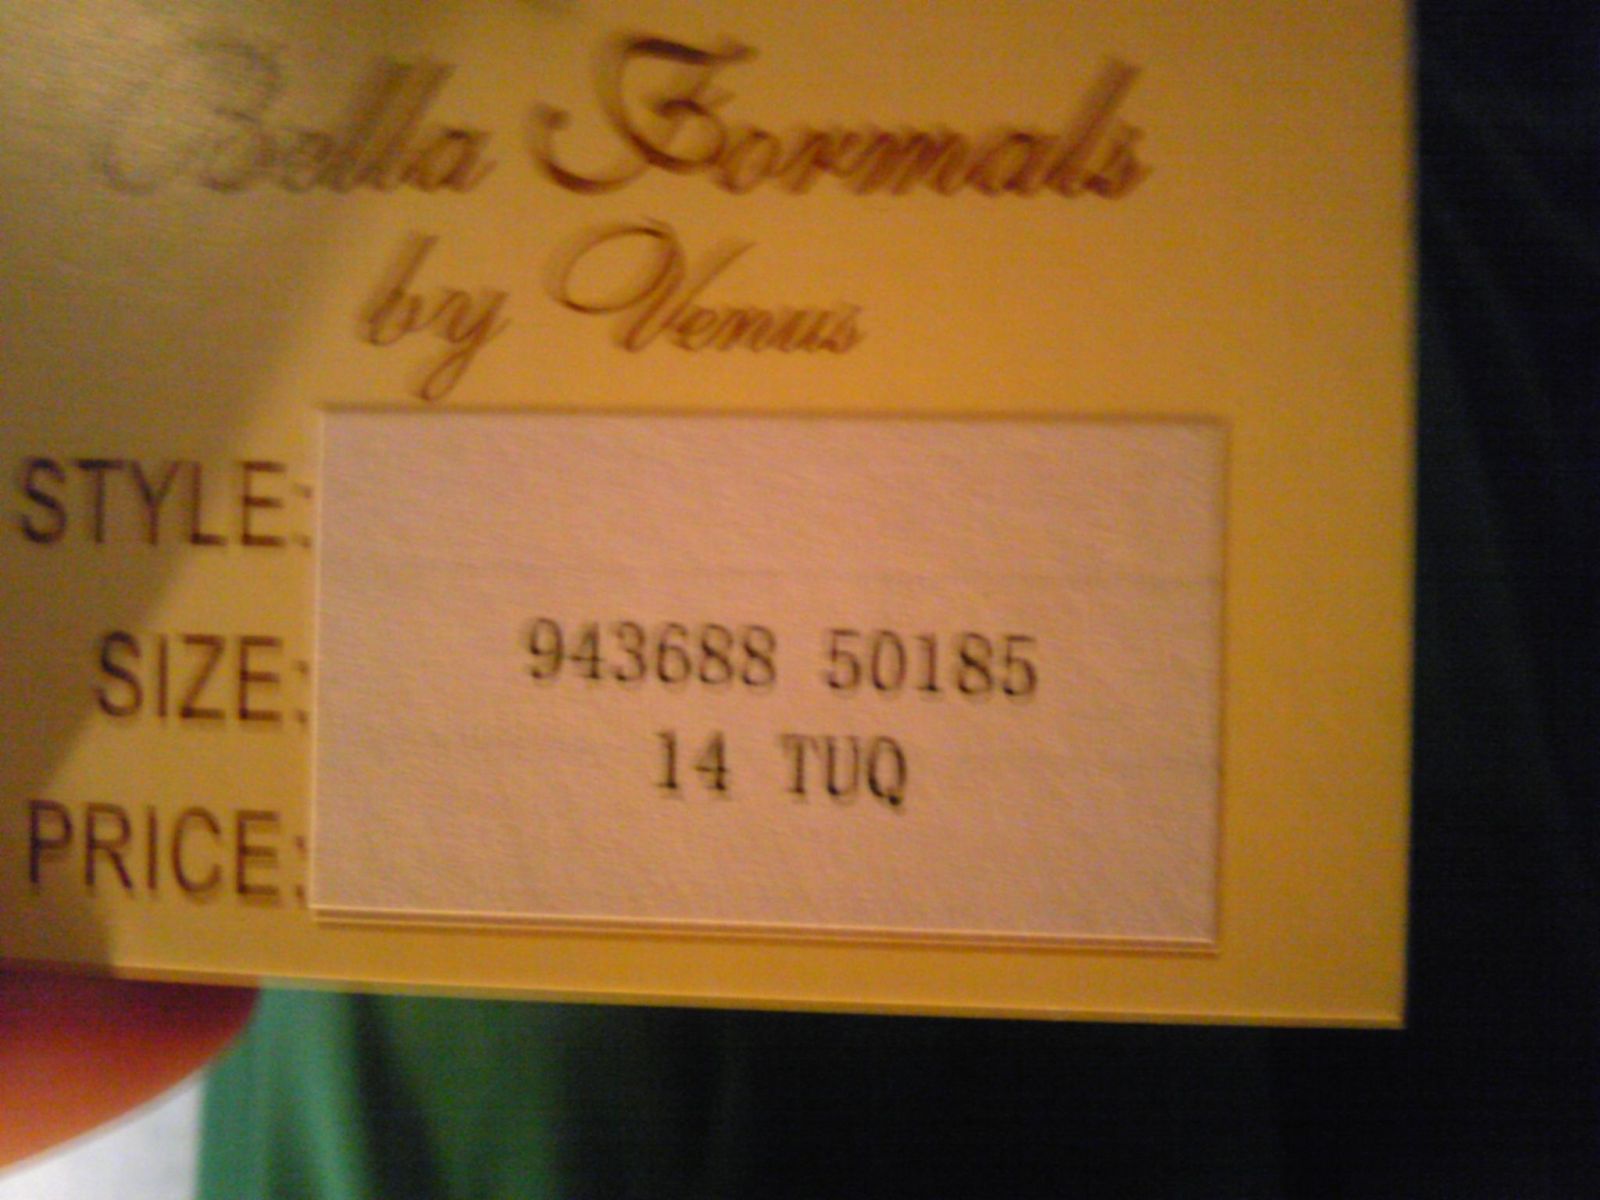 Bella Formals
by Venus
STYLE:
SIZE: 943688 50185
14 TUQ
PRICE: